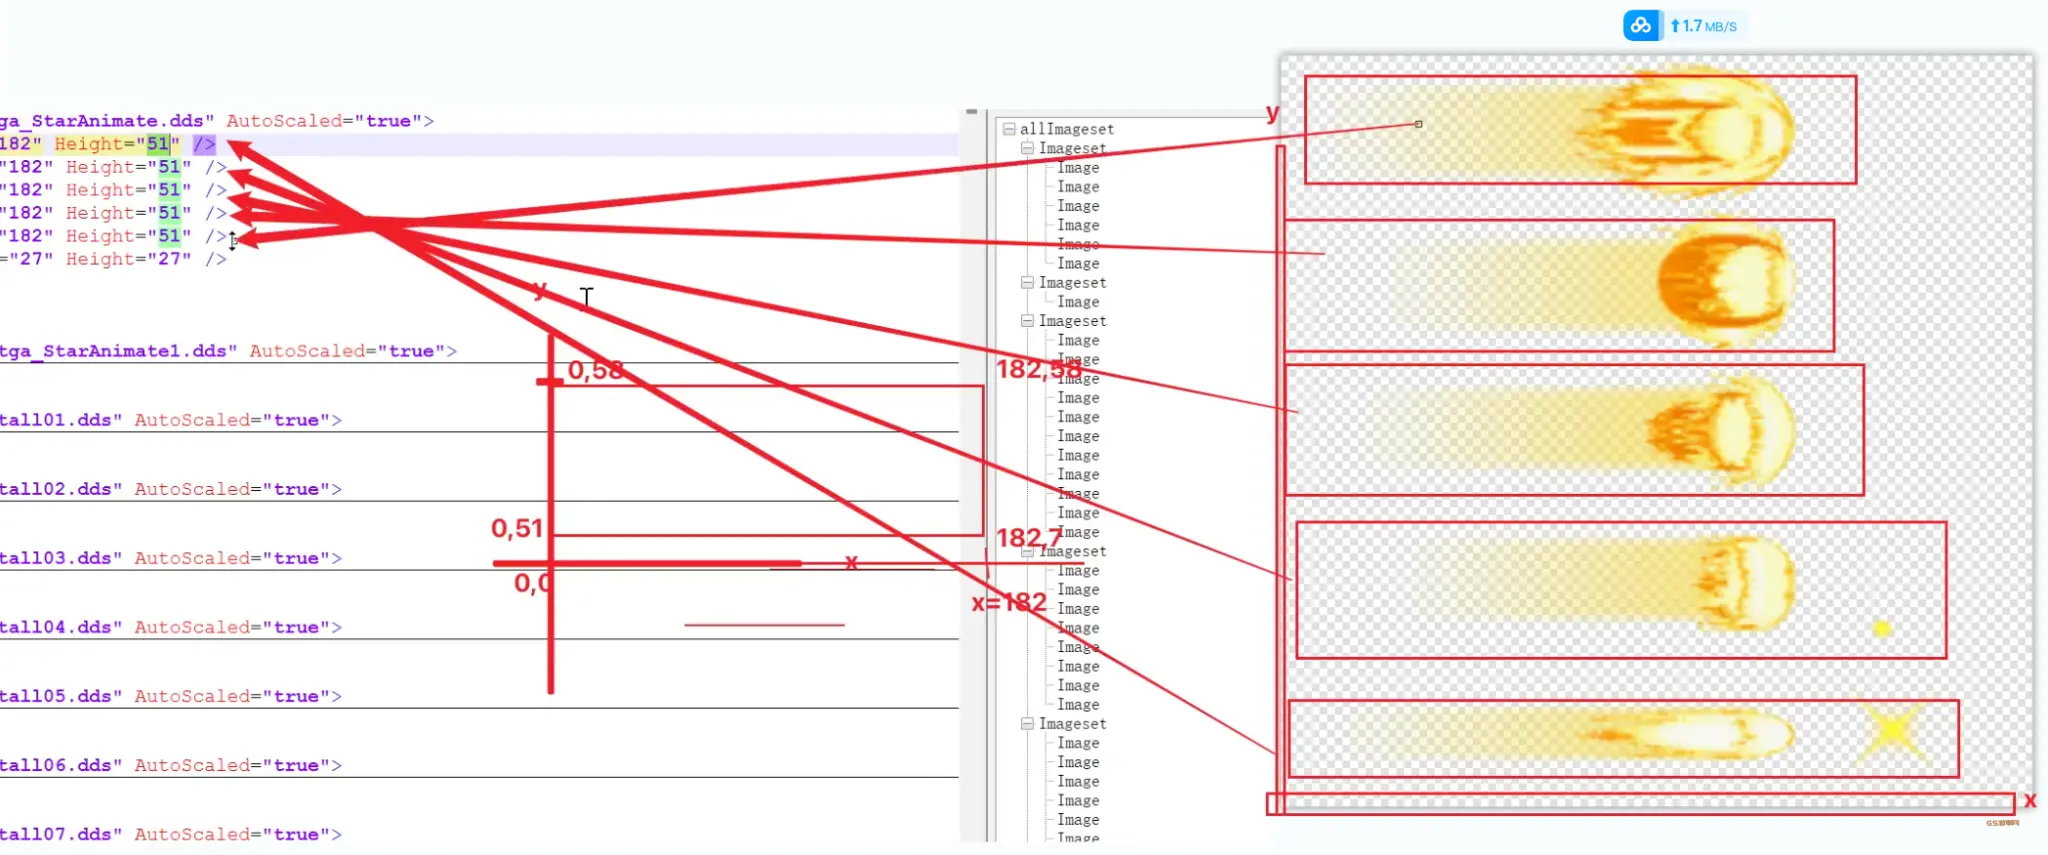 ↑1.7 MB/S
ga_StarAnimate.dds" AutoScaled="true">
182" Height="51" />
"182" Height="51" />
"182" Height="51" />
"182" Height="51" />
"182" Height="51" />
="27" Height="27" />
tga_StarAnimate1.dds" AutoScaled="true">
tall01.dds" AutoScaled="true">
tall02.dds" AutoScaled="true">
tall03.dds" AutoScaled="true">
tall04.dds" AutoScaled="true">
tall05.dds" AutoScaled="true">
tall06.dds" AutoScaled="true">
tall07.dds" AutoScaled="true">
y
0,58
182,58
0,51
182,7
x
0,0
x=182
allImageset
Imageset
Image
Image
Image
Image
Image
Image
Imageset
Image
Imageset
Image
Image
Image
Image
Image
Image
Image
Image
Image
Image
Image
Imageset
Image
Image
Image
Image
Image
Image
Image
Image
Imageset
Image
Image
Image
Image
Image
Image
y
x